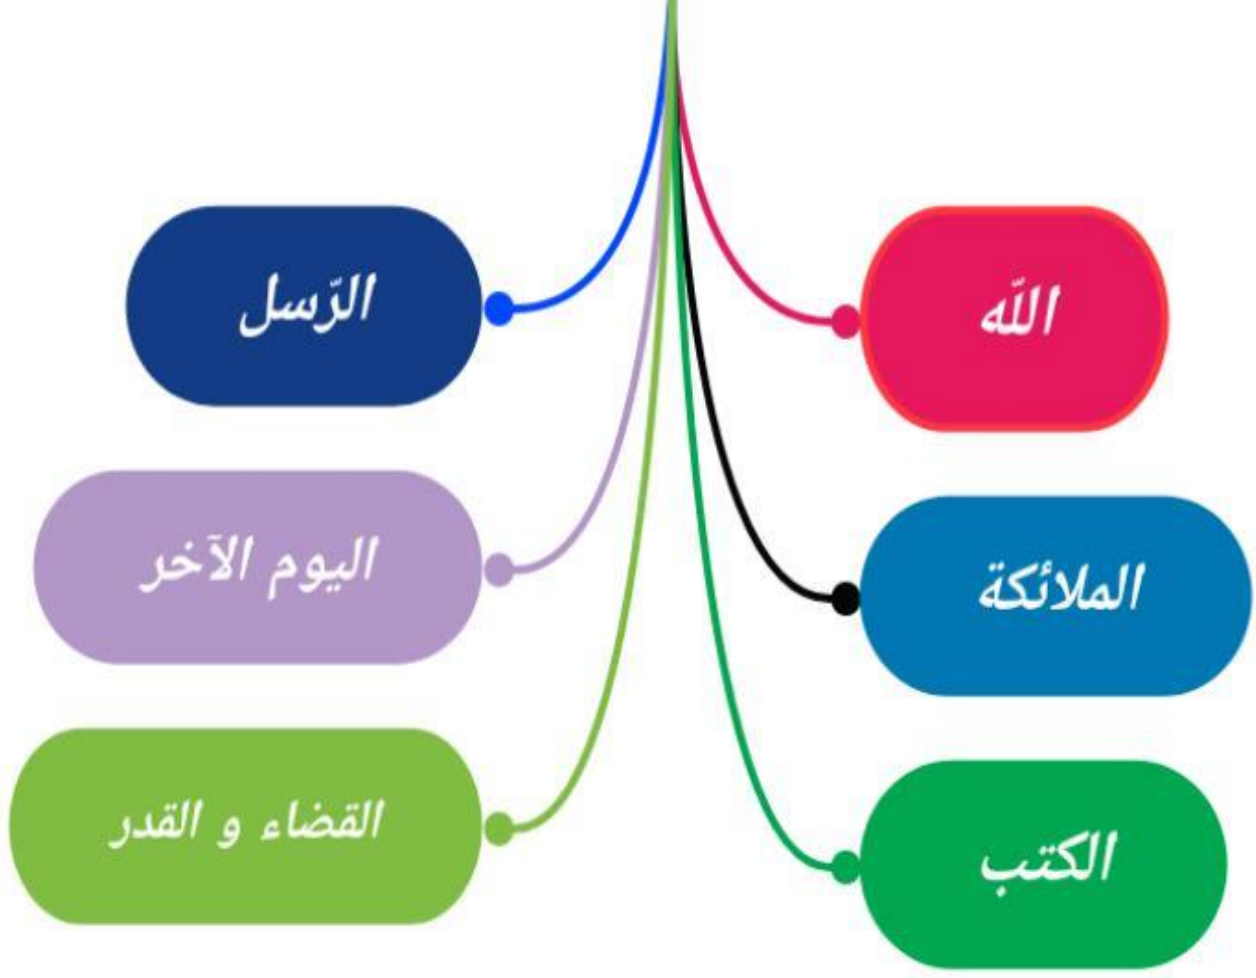 الله
الملائكة
الكتب
الرّسل
اليوم الآخر
القضاء و القدر